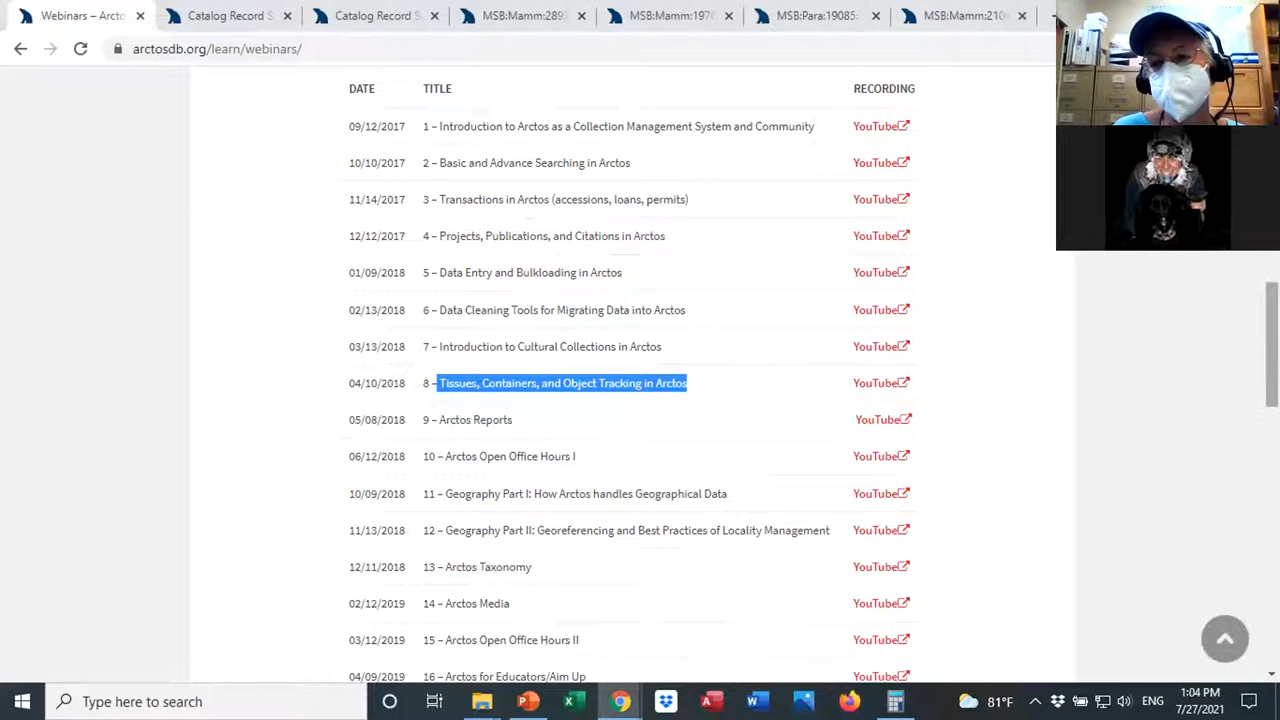 Webinars – Arcto
Catalog Record S
Catalog Record S
MSB:Mamm:289
MSB:Mamm:197
MSB:Para:19085
MSB:Mamm:210
arctosdb.org/learn/webinars/
DATE TITLE RECORDING
09/12/2017 1 – Introduction to Arctos as a Collection Management System and Community YouTube
10/10/2017 2 – Basic and Advance Searching in Arctos YouTube
11/14/2017 3 – Transactions in Arctos (accessions, loans, permits) YouTube
12/12/2017 4 – Projects, Publications, and Citations in Arctos YouTube
01/09/2018 5 – Data Entry and Bulkloading in Arctos YouTube
02/13/2018 6 – Data Cleaning Tools for Migrating Data into Arctos YouTube
03/13/2018 7 – Introduction to Cultural Collections in Arctos YouTube
04/10/2018 8 – Tissues, Containers, and Object Tracking in Arctos YouTube
05/08/2018 9 – Arctos Reports YouTube
06/12/2018 10 – Arctos Open Office Hours I YouTube
10/09/2018 11 – Geography Part I: How Arctos handles Geographical Data YouTube
11/13/2018 12 – Geography Part II: Georeferencing and Best Practices of Locality Management YouTube
12/11/2018 13 – Arctos Taxonomy YouTube
02/12/2019 14 – Arctos Media YouTube
03/12/2019 15 – Arctos Open Office Hours II YouTube
04/09/2019 16 – Arctos for Educators/Aim Up YouTube
Type here to search
81°F
ENG
1:04 PM
7/27/2021